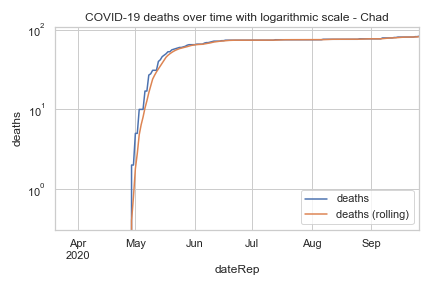 COVID-19 deaths over time with logarithmic scale - Chad
10²
10¹
10⁰
deaths
deaths
deaths (rolling)
Apr
2020
May
Jun
Jul
Aug
Sep
dateRep